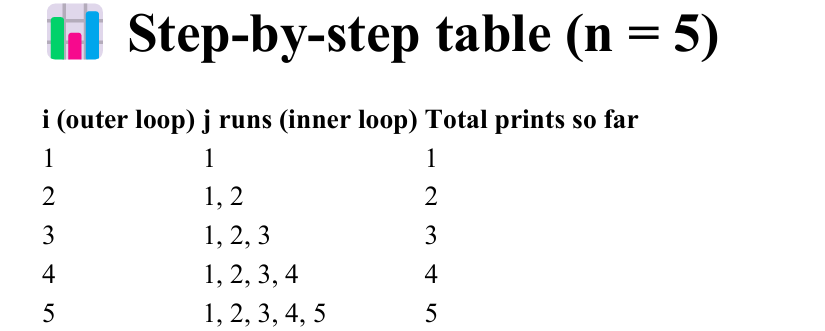 Step-by-step table (n = 5)
i (outer loop) j runs (inner loop) Total prints so far
1 1 1
2 1, 2 2
3 1, 2, 3 3
4 1, 2, 3, 4 4
5 1, 2, 3, 4, 5 5